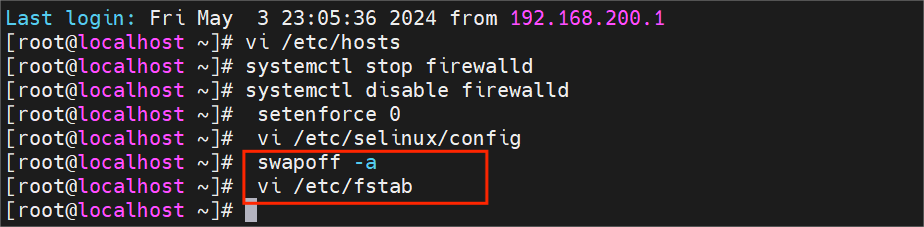 Last login: Fri May  3 23:05:36 2024 from 192.168.200.1
[root@localhost ~]# vi /etc/hosts
[root@localhost ~]# systemctl stop firewalld
[root@localhost ~]# systemctl disable firewalld
[root@localhost ~]#  setenforce 0
[root@localhost ~]#  vi /etc/selinux/config
[root@localhost ~]#  swapoff -a
[root@localhost ~]#  vi /etc/fstab
[root@localhost ~]#